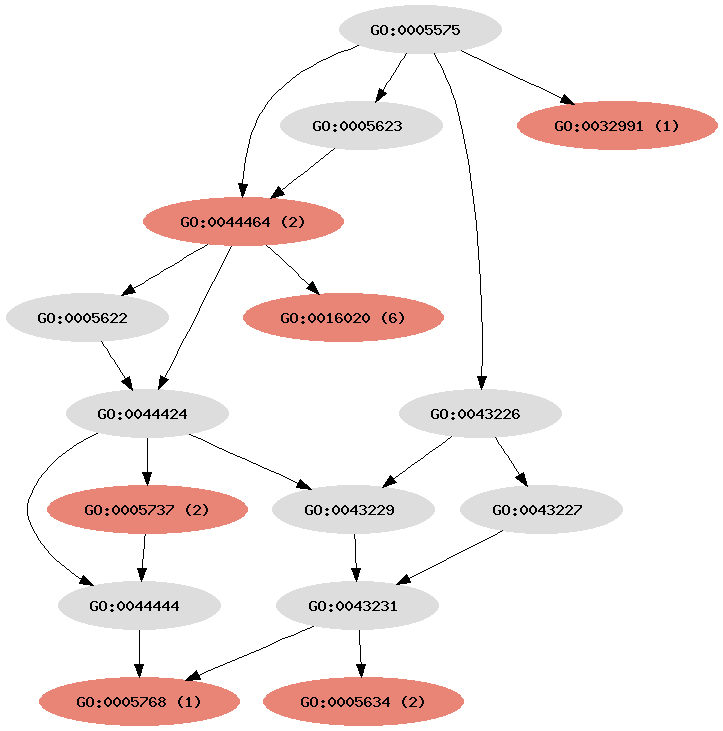 GO:0005575
GO:0005623
GO:0032991 (1)
GO:0044464 (2)
GO:0005622
GO:0016020 (6)
GO:0044424
GO:0043226
GO:0005737 (2)
GO:0043229
GO:0043227
GO:0044444
GO:0043231
GO:0005768 (1)
GO:0005634 (2)